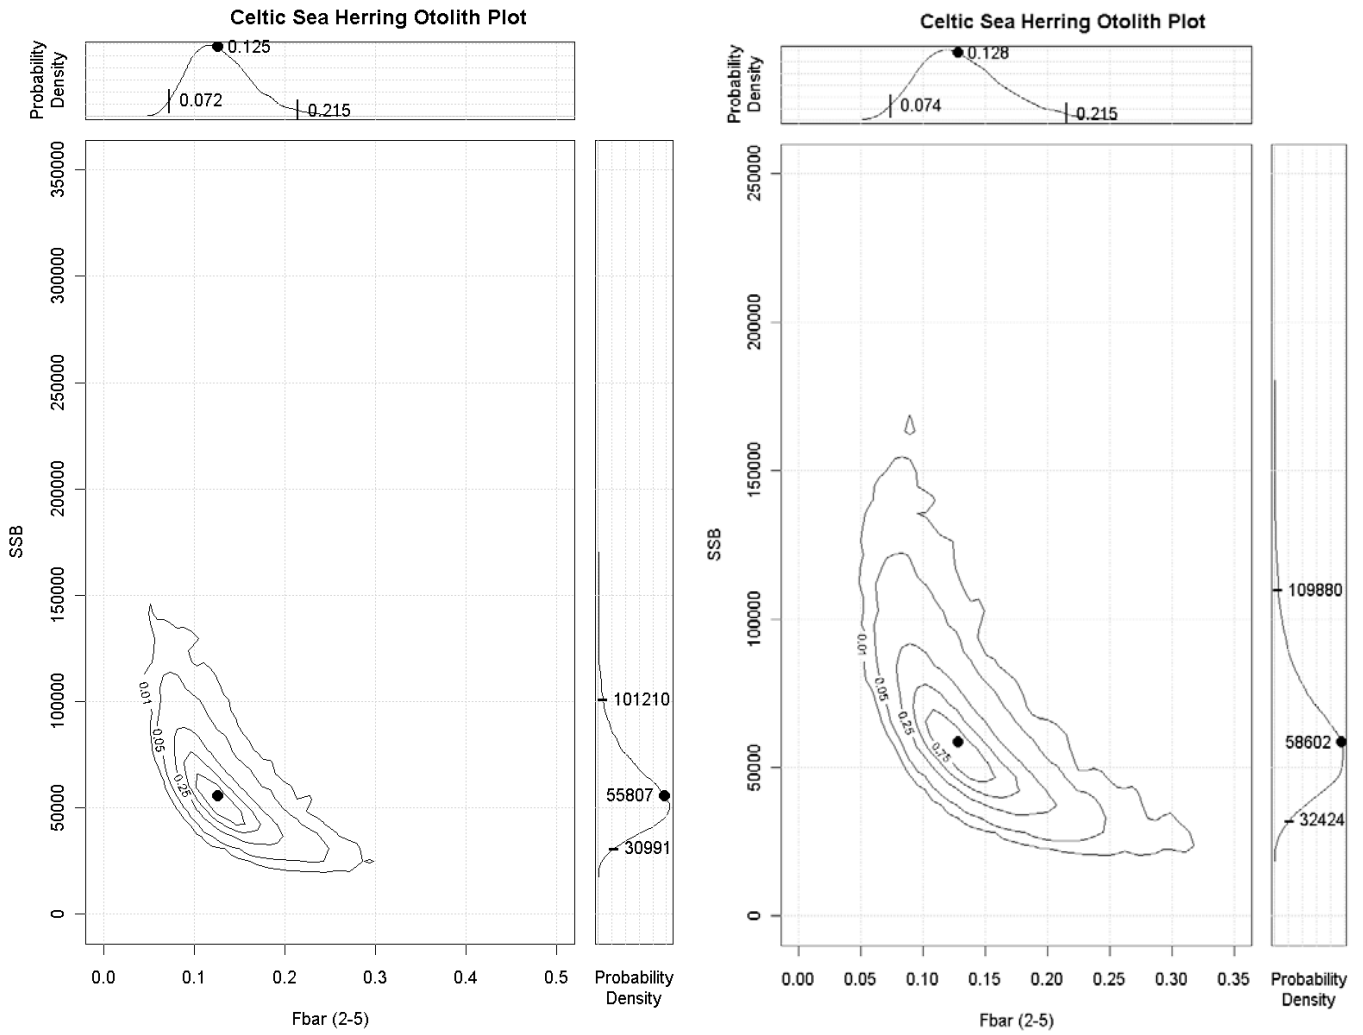 Celtic Sea Herring Otolith Plot
Probability
Density
0.125
0.072
0.215
SSB
350000
300000
250000
200000
150000
100000
50000
0
0.01
0.05
0.25
101210
55807
30991
0.0 0.1 0.2 0.3 0.4 0.5
Fbar (2-5)
Probability
Density
Celtic Sea Herring Otolith Plot
Probability
Density
0.128
0.074
0.215
SSB
250000
200000
150000
100000
50000
0
0.01
0.05
0.25
0.75
109880
58602
32424
0.00 0.05 0.10 0.15 0.20 0.25 0.30 0.35
Fbar (2-5)
Probability
Density